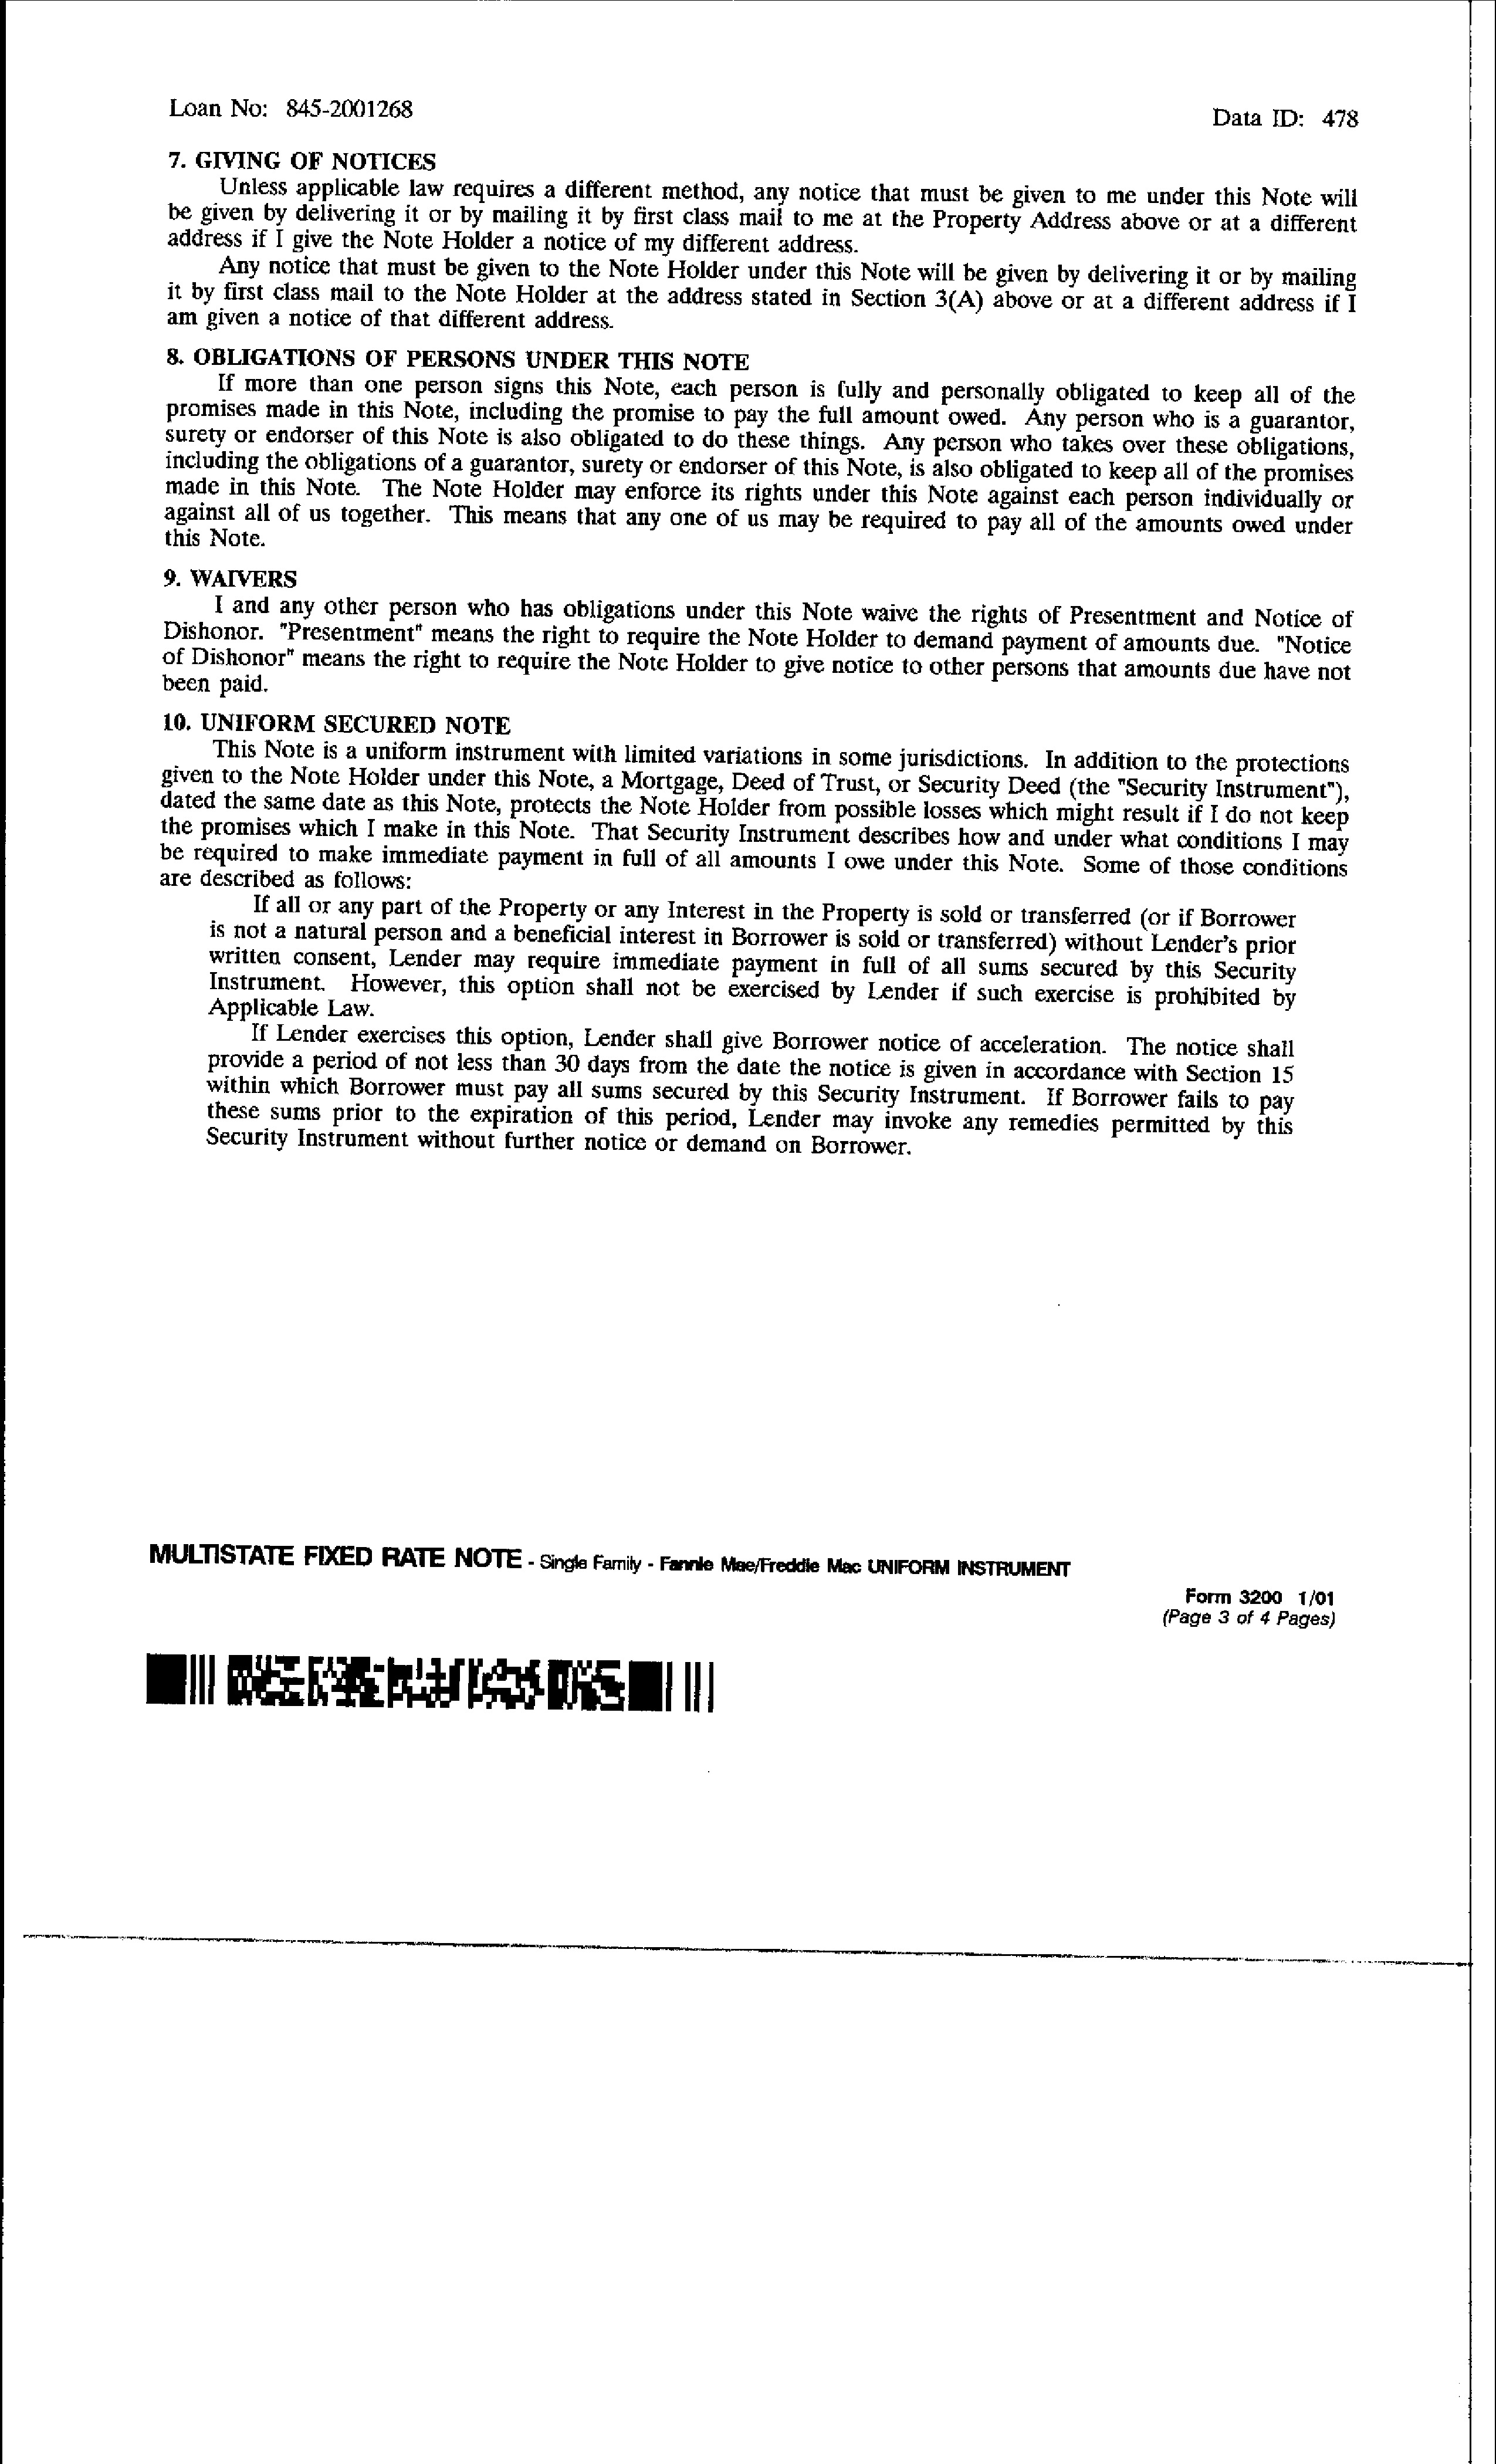 Loan No: 845-2001268
Data ID: 478
7. GIVING OF NOTICES
Unless applicable law requires a different method, any notice that must be given to me under this Note will
be given by delivering it or by mailing it by first class mail to me at the Property Address above or at a different
address if I give the Note Holder a notice of my different address.
Any notice that must be given to the Note Holder under this Note will be given by delivering it or by mailing
it by first class mail to the Note Holder at the address stated in Section 3(A) above or at a different address if I
am given a notice of that different address.
8. OBLIGATIONS OF PERSONS UNDER THIS NOTE
If more than one person signs this Note, each person is fully and personally obligated to keep all of the
promises made in this Note, including the promise to pay the full amount owed. Any person who is a guarantor,
surety or endorser of this Note is also obligated to do these things. Any person who takes over these obligations,
including the obligations of a guarantor, surety or endorser of this Note, is also obligated to keep all of the promises
made in this Note. The Note Holder may enforce its rights under this Note against each person individually or
against all of us together. This means that any one of us may be required to pay all of the amounts owed under
this Note.
9. WAIVERS
I and any other person who has obligations under this Note waive the rights of Presentment and Notice of
Dishonor. "Presentment" means the right to require the Note Holder to demand payment of amounts due. "Notice
of Dishonor" means the right to require the Note Holder to give notice to other persons that amounts due have not
been paid.
10. UNIFORM SECURED NOTE
This Note is a uniform instrument with limited variations in some jurisdictions. In addition to the protections
given to the Note Holder under this Note, a Mortgage, Deed of Trust, or Security Deed (the "Security Instrument"),
dated the same date as this Note, protects the Note Holder from possible losses which might result if I do not keep
the promises which I make in this Note. That Security Instrument describes how and under what conditions I may
be required to make immediate payment in full of all amounts I owe under this Note. Some of those conditions
are described as follows:
If all or any part of the Property or any Interest in the Property is sold or transferred (or if Borrower
is not a natural person and a beneficial interest in Borrower is sold or transferred) without Lender's prior
written consent, Lender may require immediate payment in full of all sums secured by this Security
Instrument. However, this option shall not be exercised by Lender if such exercise is prohibited by
Applicable Law.
If Lender exercises this option, Lender shall give Borrower notice of acceleration. The notice shall
provide a period of not less than 30 days from the date the notice is given in accordance with Section 15
within which Borrower must pay all sums secured by this Security Instrument. If Borrower fails to pay
these sums prior to the expiration of this period, Lender may invoke any remedies permitted by this
Security Instrument without further notice or demand on Borrower.
MULTISTATE FIXED RATE NOTE - Single Family - Fannie Mae/Freddie Mac UNIFORM INSTRUMENT
Form 3200 1/01
(Page 3 of 4 Pages)